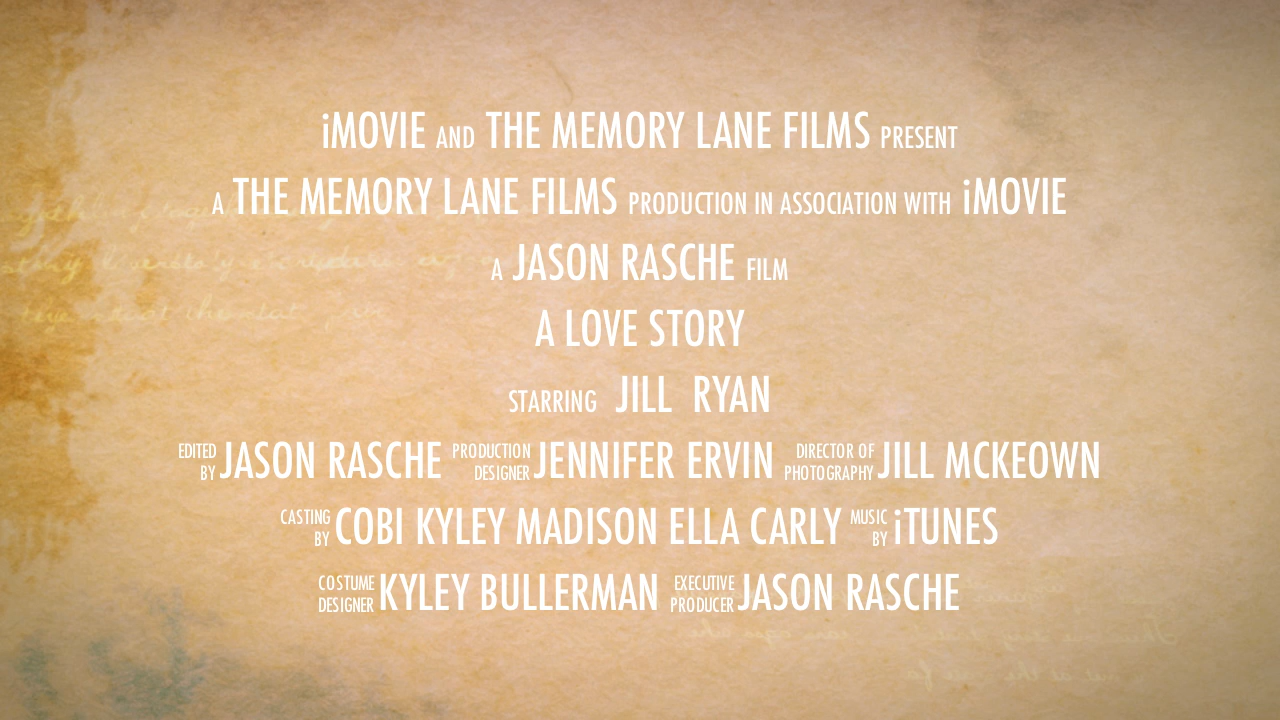 iMOVIE AND THE MEMORY LANE FILMS PRESENT
A THE MEMORY LANE FILMS PRODUCTION IN ASSOCIATION WITH iMOVIE
A JASON RASCHE FILM
A LOVE STORY
STARRING JILL RYAN
EDITED BY JASON RASCHE PRODUCTION DESIGNER JENNIFER ERVIN DIRECTOR OF PHOTOGRAPHY JILL MCKEOWN
CASTING BY COBI KYLEY MADISON ELLA CARLY MUSIC BY iTUNES
COSTUME DESIGNER KYLEY BULLERMAN EXECUTIVE PRODUCER JASON RASCHE